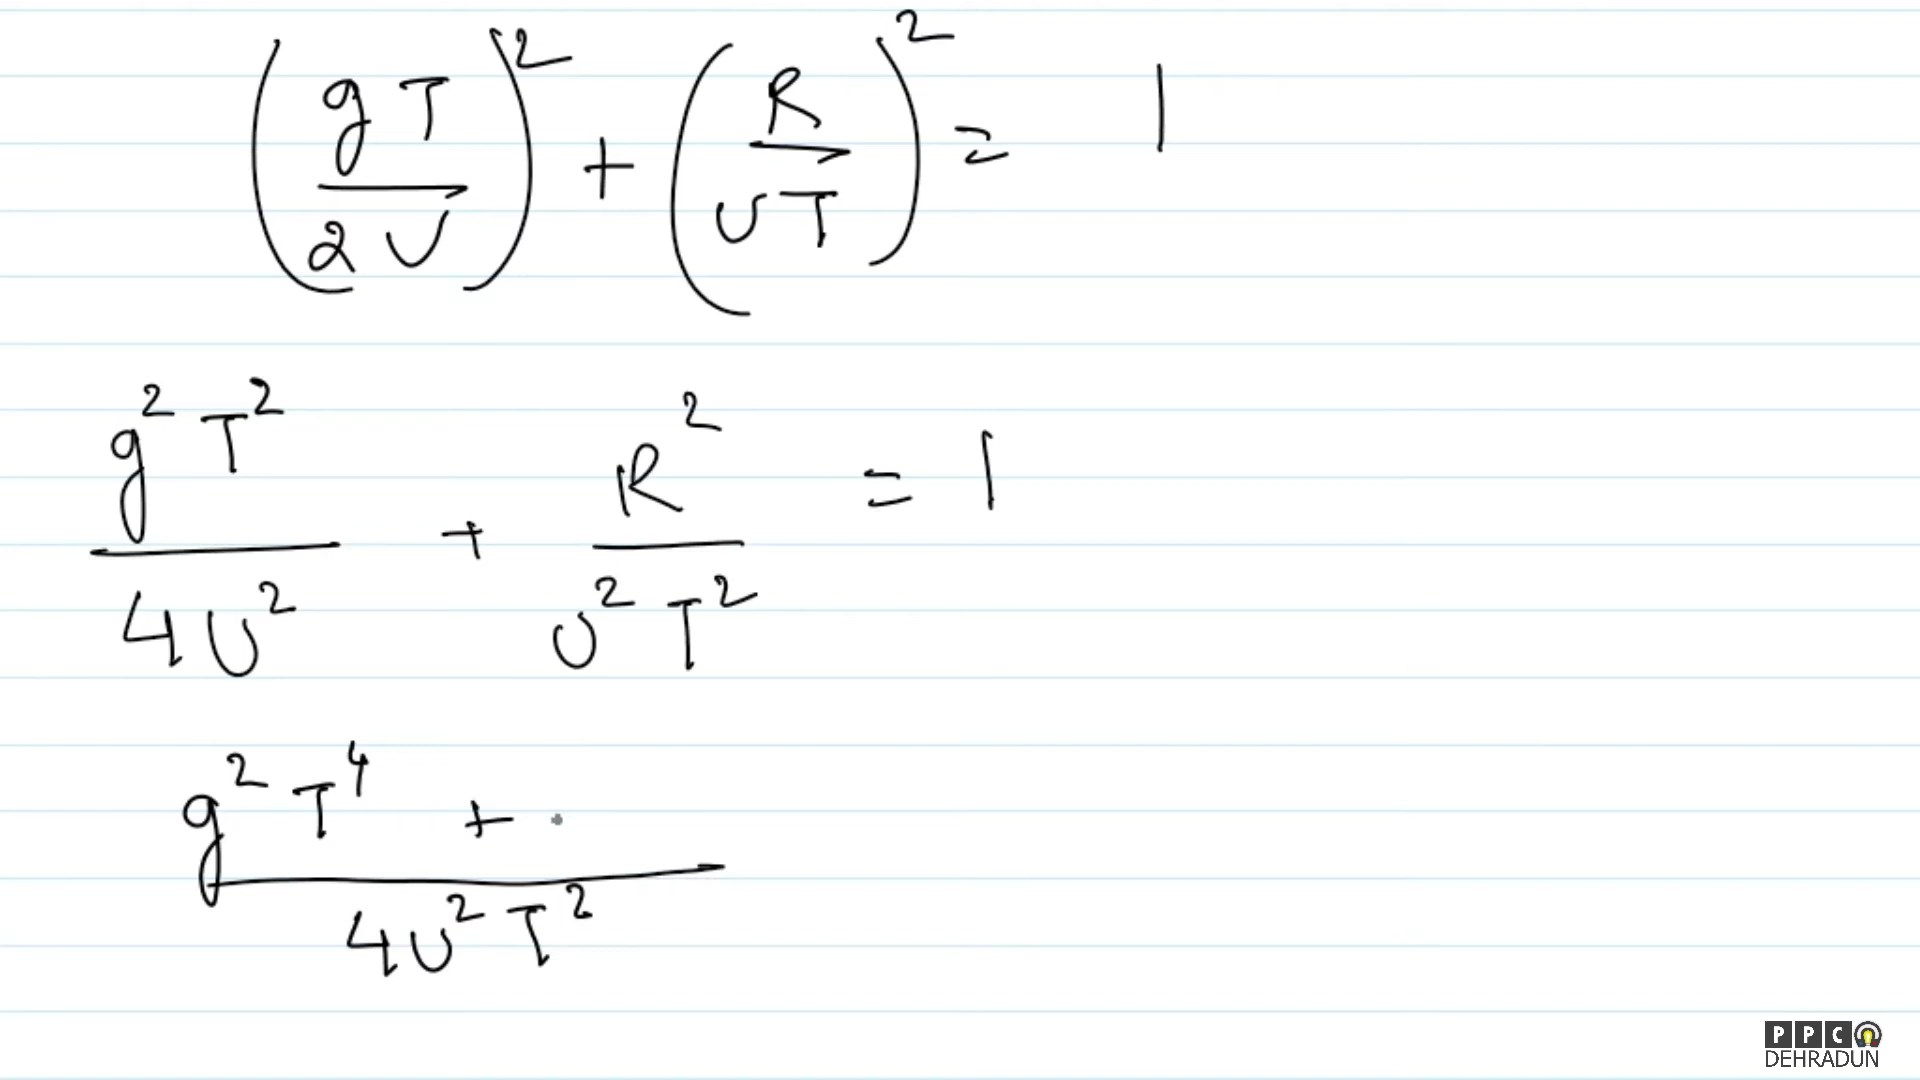 (gT/2U)² + (R/UT)² = 1
g²T²/4U² + R²/U²T² = 1
g²T⁴ + / 4U²T²
PPC
DEHRADUN